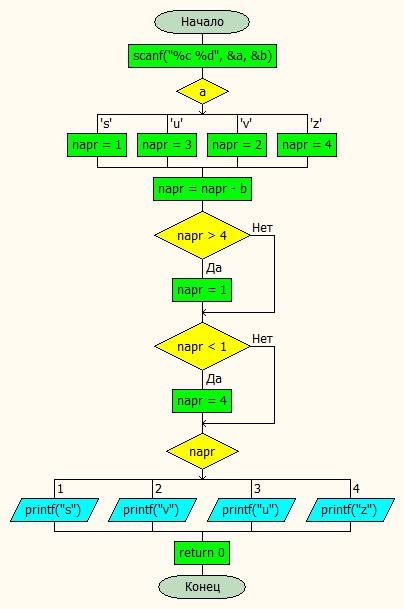 Начало
scanf("%c %d", &a, &b)
a
's' 'u' 'v' 'z'
napr = 1 napr = 3 napr = 2 napr = 4
napr = napr - b
napr > 4 Нет
Да
napr = 1
napr < 1 Нет
Да
napr = 4
napr
1 2 3 4
printf("s") printf("v") printf("u") printf("z")
return 0
Конец